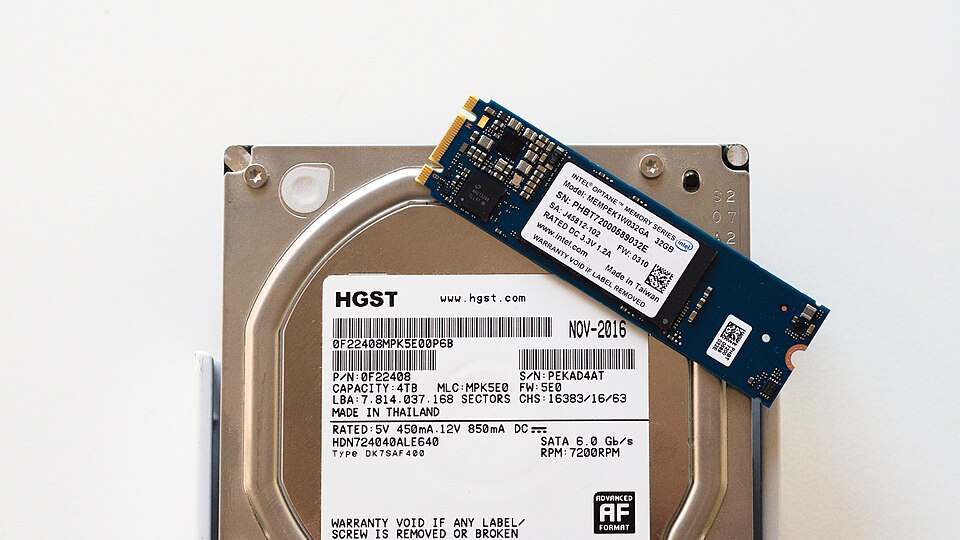 INTEL® OPTANE™ MEMORY SERIES
Model: MEMPEK1W032GA 32GB
SN: PHBT72000589032E
SA: J45812-102 FW: 0310
RATED DC 3.3V 1.2A
www.intel.com Made in Taiwan
WARRANTY VOID IF LABEL REMOVED
intel
S2
07
A2
HGST www.hgst.com
NOV-2016
0F22408MPK5E00P6B
P/N:0F22408 S/N:PEKAD4AT
CAPACITY:4TB MLC:MPK5E0 FW:5E0
LBA:7.814.037.168 SECTORS CHS:16383/16/63
MADE IN THAILAND
RATED:5V 450mA.12V 850mA DC
HDN724040ALE640 SATA 6.0 Gb/s
Type DK7SAF400 RPM:7200RPM
ADVANCED
AF
FORMAT
WARRANTY VOID IF ANY LABEL/
SCREW IS REMOVED OR BROKEN